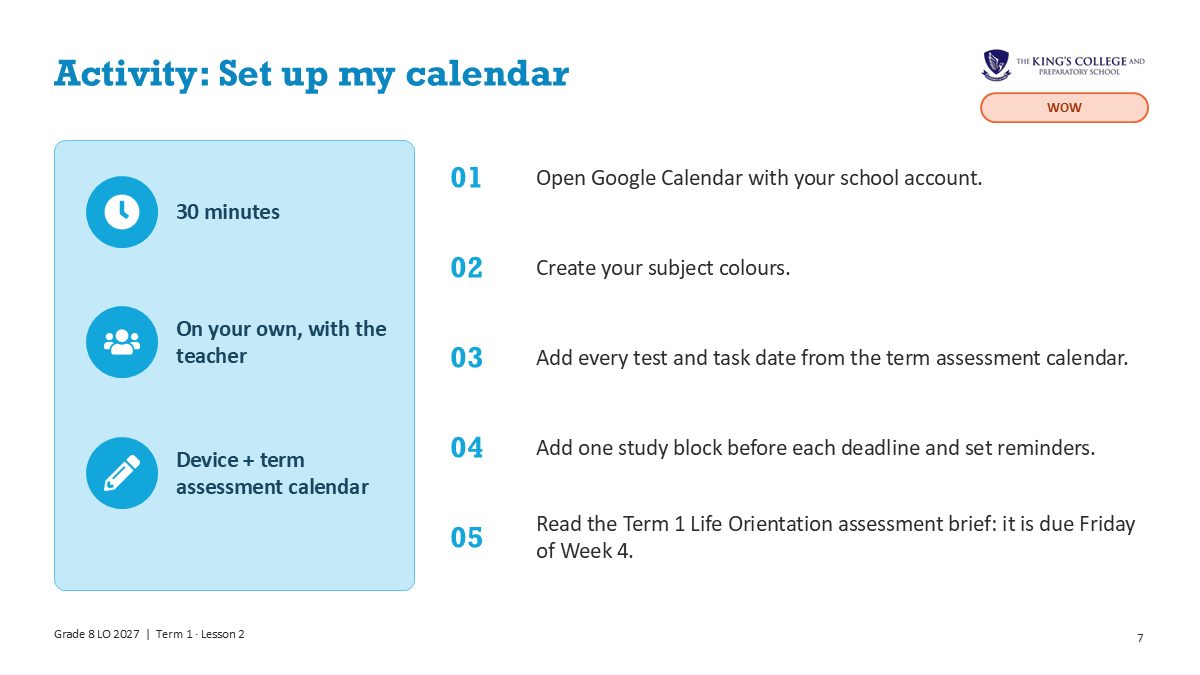 Activity: Set up my calendar
THE KING'S COLLEGE AND
PREPARATORY SCHOOL
WOW
30 minutes
On your own, with the
teacher
Device + term
assessment calendar
01 Open Google Calendar with your school account.
02 Create your subject colours.
03 Add every test and task date from the term assessment calendar.
04 Add one study block before each deadline and set reminders.
05 Read the Term 1 Life Orientation assessment brief: it is due Friday
of Week 4.
Grade 8 LO 2027 | Term 1 · Lesson 2
7